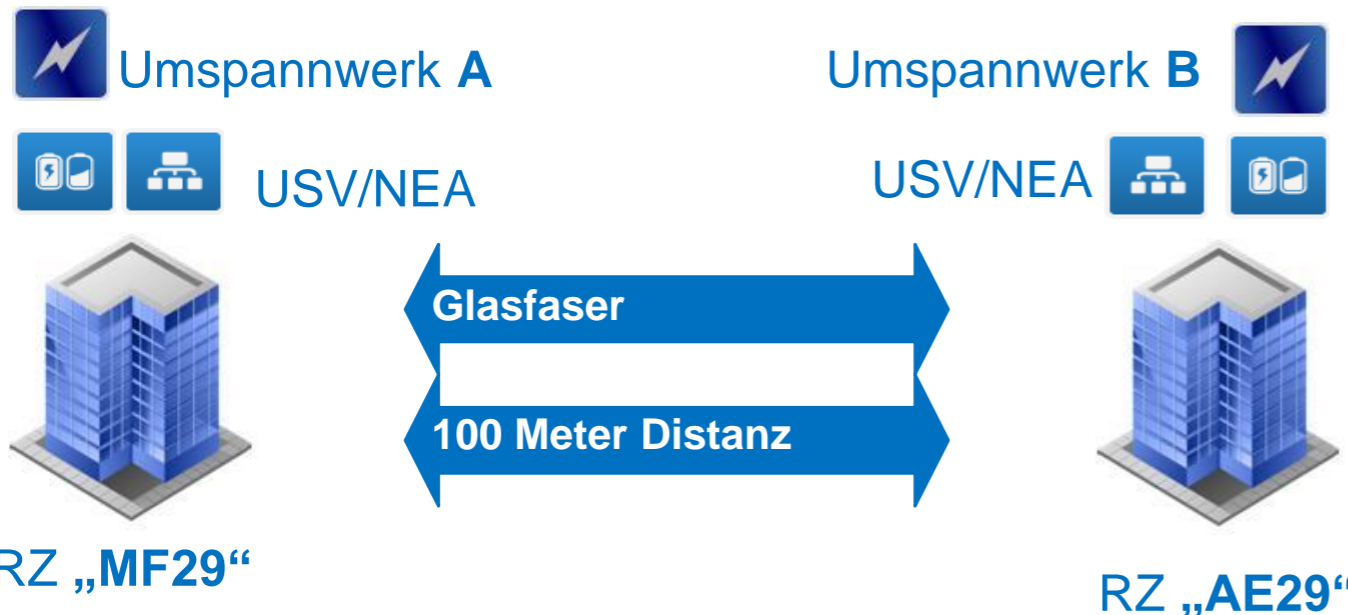 Umspannwerk A
Umspannwerk B
USV/NEA
USV/NEA
Glasfaser
100 Meter Distanz
RZ „MF29“
RZ „AE29“